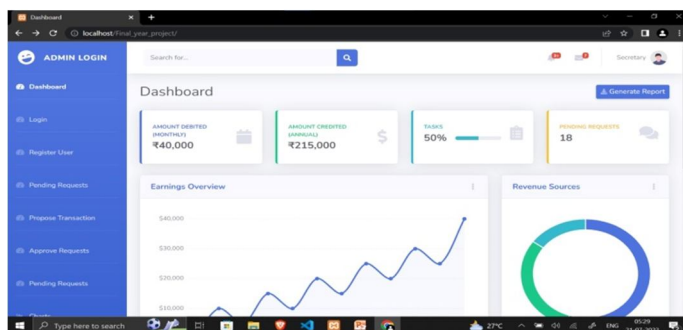 Dashboard
localhost/Final_year_project/
ADMIN LOGIN
Search for...
Secretary
Dashboard
Login
Register User
Pending Requests
Propose Transaction
Approve Requests
Pending Requests
Charts
Dashboard
Generate Report
AMOUNT DEBITED
(MONTHLY)
₹40,000
AMOUNT CREDITED
(ANNUAL)
₹215,000
TASKS
50%
PENDING REQUESTS
18
Earnings Overview
$40,000
$30,000
$20,000
$10,000
Revenue Sources
Type here to search
27°C
ENG
05:29